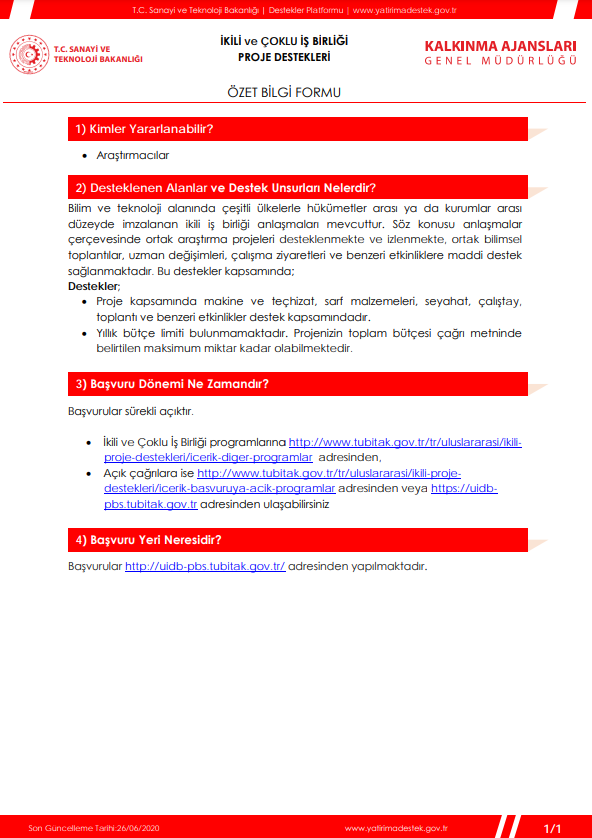 T.C. Sanayi ve Teknoloji Bakanlığı | Destekler Platformu | www.yatirimadestek.gov.tr
T.C. SANAYİ VE
TEKNOLOJİ BAKANLIĞI
İKİLİ ve ÇOKLU İŞ BİRLİĞİ
PROJE DESTEKLERİ
KALKINMA AJANSLARI
GENEL MÜDÜRLÜĞÜ
ÖZET BİLGİ FORMU
1) Kimler Yararlanabilir?
• Araştırmacılar
2) Desteklenen Alanlar ve Destek Unsurları Nelerdir?
Bilim ve teknoloji alanında çeşitli ülkelerle hükümetler arası ya da kurumlar arası
düzeyde imzalanan ikili iş birliği anlaşmaları mevcuttur. Söz konusu anlaşmalar
çerçevesinde ortak araştırma projeleri desteklenmekte ve izlenmekte, ortak bilimsel
toplantılar, uzman değişimleri, çalışma ziyaretleri ve benzeri etkinliklere maddi destek
sağlanmaktadır. Bu destekler kapsamında;
Destekler;
• Proje kapsamında makine ve teçhizat, sarf malzemeleri, seyahat, çalıştay,
toplantı ve benzeri etkinlikler destek kapsamındadır.
• Yıllık bütçe limiti bulunmamaktadır. Projenizin toplam bütçesi çağrı metninde
belirtilen maksimum miktar kadar olabilmektedir.
3) Başvuru Dönemi Ne Zamandır?
Başvurular sürekli açıktır.
• İkili ve Çoklu İş Birliği programlarına http://www.tubitak.gov.tr/tr/uluslararasi/ikili-
proje-destekleri/icerik-diger-programlar adresinden,
• Açık çağrılara ise http://www.tubitak.gov.tr/tr/uluslararasi/ikili-proje-
destekleri/icerik-basvuruya-acik-programlar adresinden veya https://uidb-
pbs.tubitak.gov.tr adresinden ulaşabilirsiniz
4) Başvuru Yeri Neresidir?
Başvurular http://uidb-pbs.tubitak.gov.tr/ adresinden yapılmaktadır.
Son Güncelleme Tarihi:26/06/2020
www.yatirimadestek.gov.tr
1/1